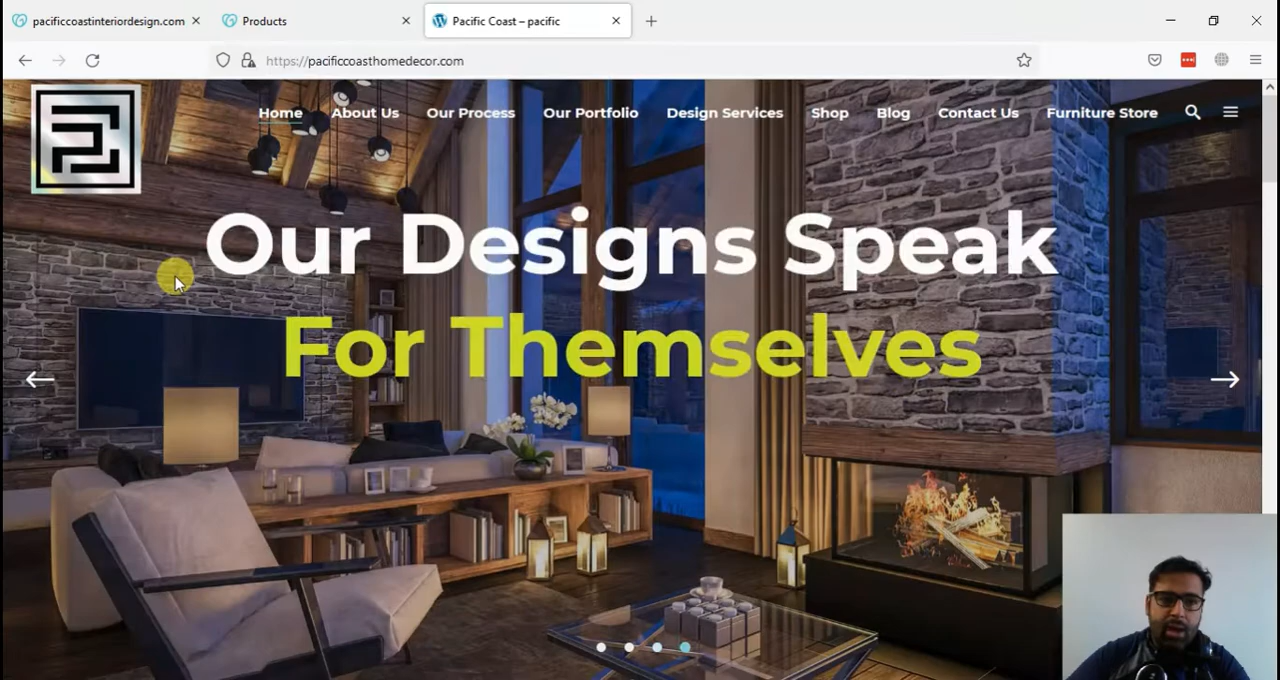 pacificcoastinteriordesign.com
Products
Pacific Coast – pacific
https://pacificcoasthomedecor.com
Home About Us Our Process Our Portfolio Design Services Shop Blog Contact Us Furniture Store
Our Designs Speak
For Themselves